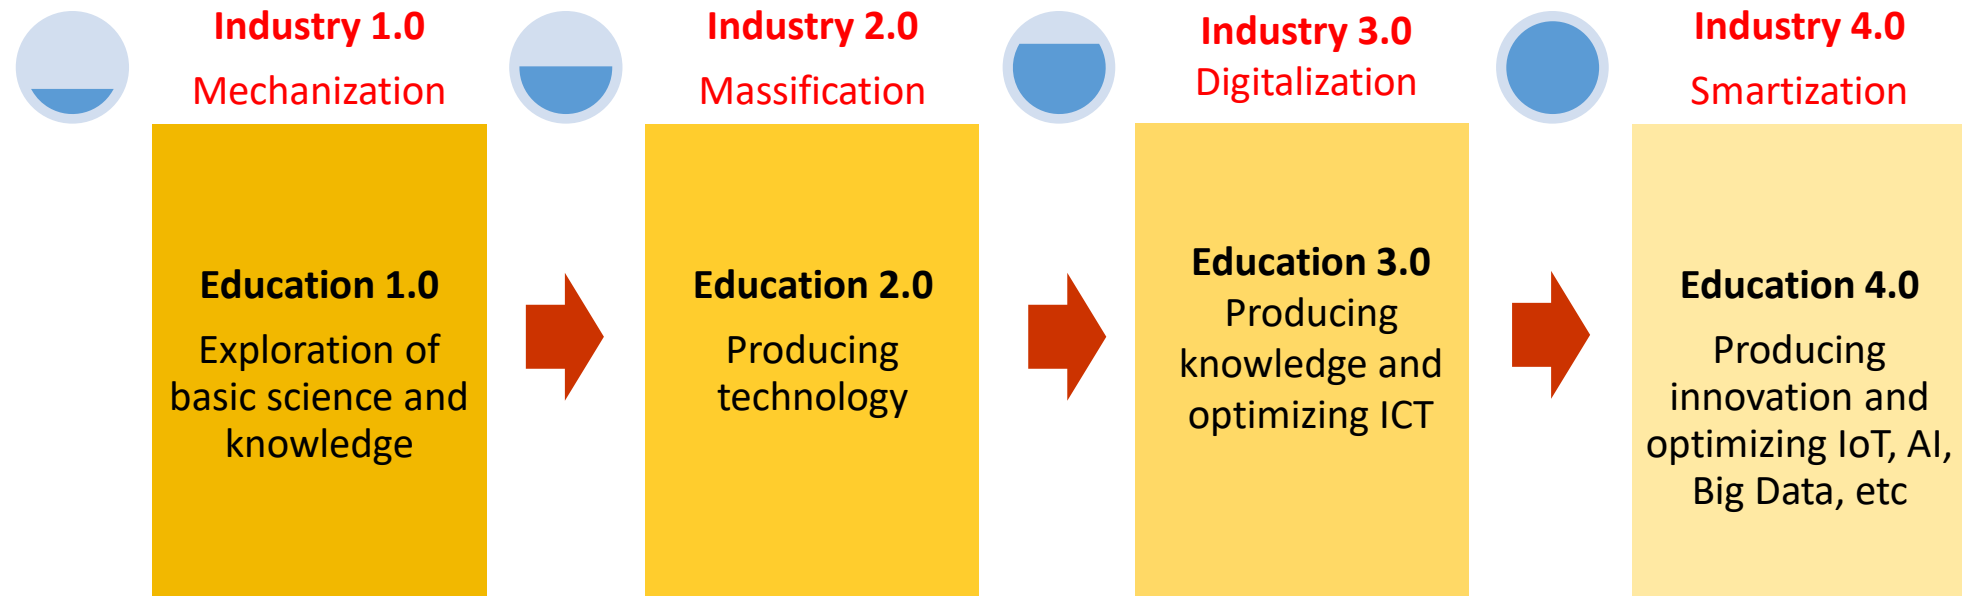 Industry 1.0
Mechanization
Education 1.0
Exploration of
basic science and
knowledge
Industry 2.0
Massification
Education 2.0
Producing
technology
Industry 3.0
Digitalization
Education 3.0
Producing
knowledge and
optimizing ICT
Industry 4.0
Smartization
Education 4.0
Producing
innovation and
optimizing IoT, AI,
Big Data, etc